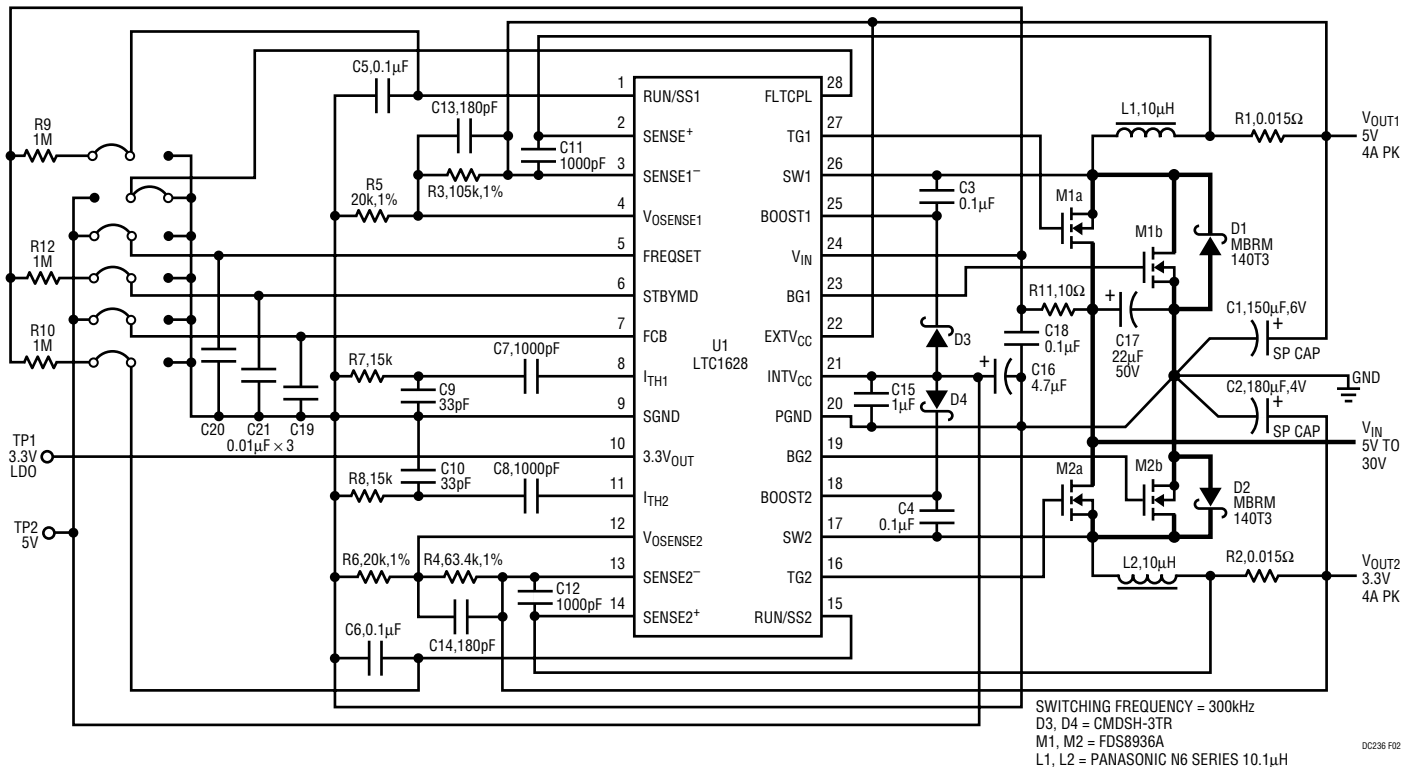 C5,0.1µF
C13,180pF
R9
1M
R12
1M
R10
1M
C11
1000pF
R5
20k,1%
R3,105k,1%
R7,15k
C7,1000pF
C9
33pF
C20
C21
C19
0.01µF × 3
TP1
3.3V
LDO
TP2
5V
C10
33pF
R8,15k
C8,1000pF
R6,20k,1%
R4,63.4k,1%
C12
1000pF
C6,0.1µF
C14,180pF
U1
LTC1628
1
RUN/SS1
2
SENSE+
3
SENSE1–
4
VOSENSE1
5
FREQSET
6
STBYMD
7
FCB
8
ITH1
9
SGND
10
3.3VOUT
11
ITH2
12
VOSENSE2
13
SENSE2–
14
SENSE2+
28
FLTCPL
27
TG1
26
SW1
25
BOOST1
24
VIN
23
BG1
22
EXTVCC
21
INTVCC
20
PGND
19
BG2
18
BOOST2
17
SW2
16
TG2
15
RUN/SS2
L1,10µH
R1,0.015Ω
VOUT1
5V
4A PK
C3
0.1µF
M1a
M1b
D1
MBRM
140T3
R11,10Ω
+
C17
22µF
50V
C1,150µF,6V
+
SP CAP
D3
C18
0.1µF
+
C16
4.7µF
C15
1µF
D4
GND
C2,180µF,4V
+
SP CAP
VIN
5V TO
30V
M2a
M2b
D2
MBRM
140T3
C4
0.1µF
L2,10µH
R2,0.015Ω
VOUT2
3.3V
4A PK
SWITCHING FREQUENCY = 300kHz
D3, D4 = CMDSH-3TR
M1, M2 = FDS8936A
L1, L2 = PANASONIC N6 SERIES 10.1µH
DC236 F02